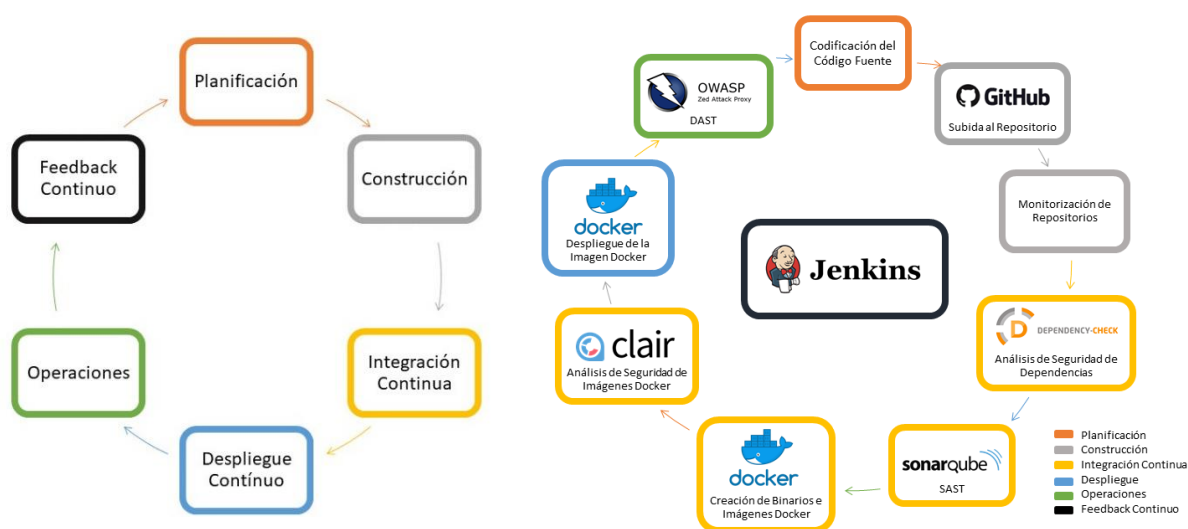 Planificación
Construcción
Integración
Continua
Despliegue
Contínuo
Operaciones
Feedback
Continuo
Codificación del
Código Fuente
GitHub
Subida al Repositorio
Monitorización de
Repositorios
DEPENDENCY-CHECK
Análisis de Seguridad de
Dependencias
sonarqube
SAST
docker
Creación de Binarios e
Imágenes Docker
clair
Análisis de Seguridad de
Imágenes Docker
docker
Despliegue de la
Imagen Docker
OWASP
Zed Attack Proxy
DAST
Jenkins
Planificación
Construcción
Integración Continua
Despliegue
Operaciones
Feedback Continuo